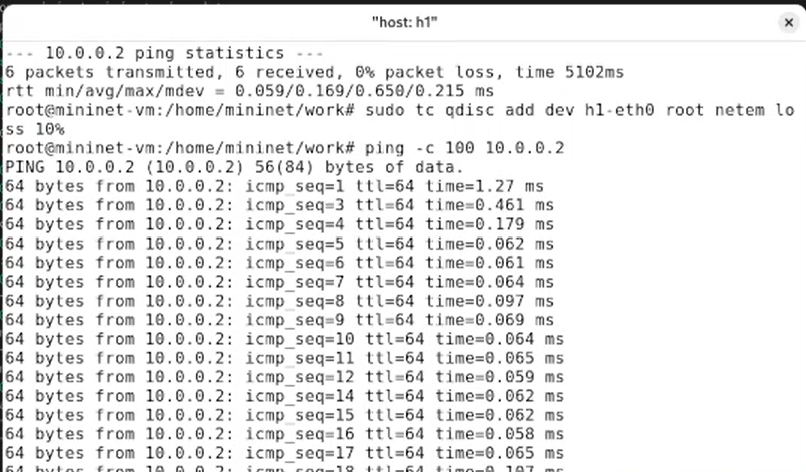 "host: h1"
--- 10.0.0.2 ping statistics ---
6 packets transmitted, 6 received, 0% packet loss, time 5102ms
rtt min/avg/max/mdev = 0.059/0.169/0.650/0.215 ms
root@mininet-vm:/home/mininet/work# sudo tc qdisc add dev h1-eth0 root netem lo
ss 10%
root@mininet-vm:/home/mininet/work# ping -c 100 10.0.0.2
PING 10.0.0.2 (10.0.0.2) 56(84) bytes of data.
64 bytes from 10.0.0.2: icmp_seq=1 ttl=64 time=1.27 ms
64 bytes from 10.0.0.2: icmp_seq=3 ttl=64 time=0.461 ms
64 bytes from 10.0.0.2: icmp_seq=4 ttl=64 time=0.179 ms
64 bytes from 10.0.0.2: icmp_seq=5 ttl=64 time=0.062 ms
64 bytes from 10.0.0.2: icmp_seq=6 ttl=64 time=0.061 ms
64 bytes from 10.0.0.2: icmp_seq=7 ttl=64 time=0.064 ms
64 bytes from 10.0.0.2: icmp_seq=8 ttl=64 time=0.097 ms
64 bytes from 10.0.0.2: icmp_seq=9 ttl=64 time=0.069 ms
64 bytes from 10.0.0.2: icmp_seq=10 ttl=64 time=0.064 ms
64 bytes from 10.0.0.2: icmp_seq=11 ttl=64 time=0.065 ms
64 bytes from 10.0.0.2: icmp_seq=12 ttl=64 time=0.059 ms
64 bytes from 10.0.0.2: icmp_seq=14 ttl=64 time=0.062 ms
64 bytes from 10.0.0.2: icmp_seq=15 ttl=64 time=0.062 ms
64 bytes from 10.0.0.2: icmp_seq=16 ttl=64 time=0.058 ms
64 bytes from 10.0.0.2: icmp_seq=17 ttl=64 time=0.065 ms
64 bytes from 10.0.0.2: icmp_seq=18 ttl=64 time=0.107 ms